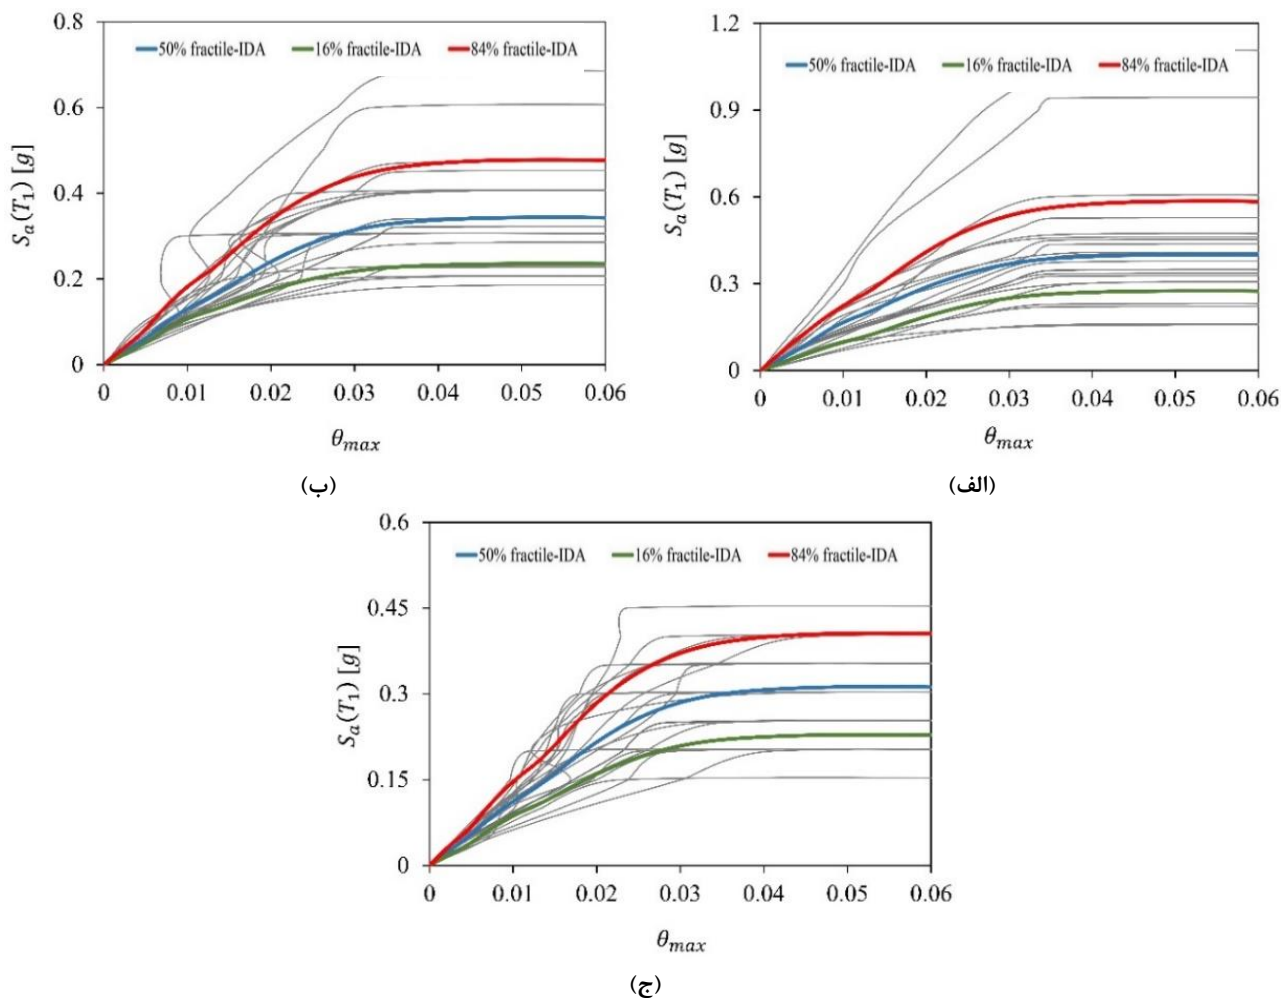 0.8
50% fractile-IDA 16% fractile-IDA 84% fractile-IDA
0.6
0.4
0.2
0
Sa(T1) [g]
0 0.01 0.02 0.03 0.04 0.05 0.06
θmax
(ب)
1.2
50% fractile-IDA 16% fractile-IDA 84% fractile-IDA
0.9
0.6
0.3
0
Sa(T1) [g]
0 0.01 0.02 0.03 0.04 0.05 0.06
θmax
(الف)
0.6
50% fractile-IDA 16% fractile-IDA 84% fractile-IDA
0.45
0.3
0.15
0
Sa(T1) [g]
0 0.01 0.02 0.03 0.04 0.05 0.06
θmax
(ج)